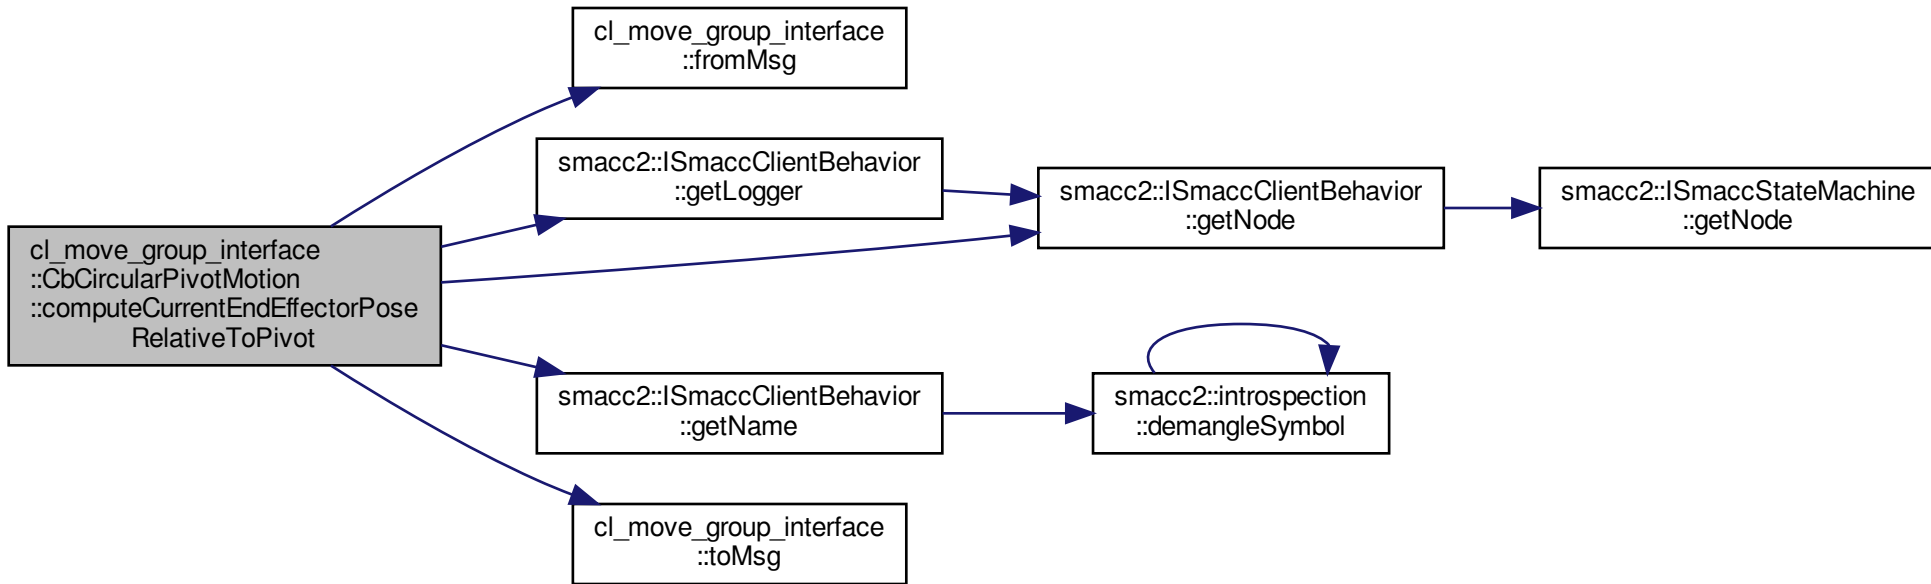 cl_move_group_interface
::CbCircularPivotMotion
::computeCurrentEndEffectorPose
RelativeToPivot
cl_move_group_interface
::fromMsg
smacc2::ISmaccClientBehavior
::getLogger
smacc2::ISmaccClientBehavior
::getNode
smacc2::ISmaccStateMachine
::getNode
smacc2::ISmaccClientBehavior
::getName
smacc2::introspection
::demangleSymbol
cl_move_group_interface
::toMsg